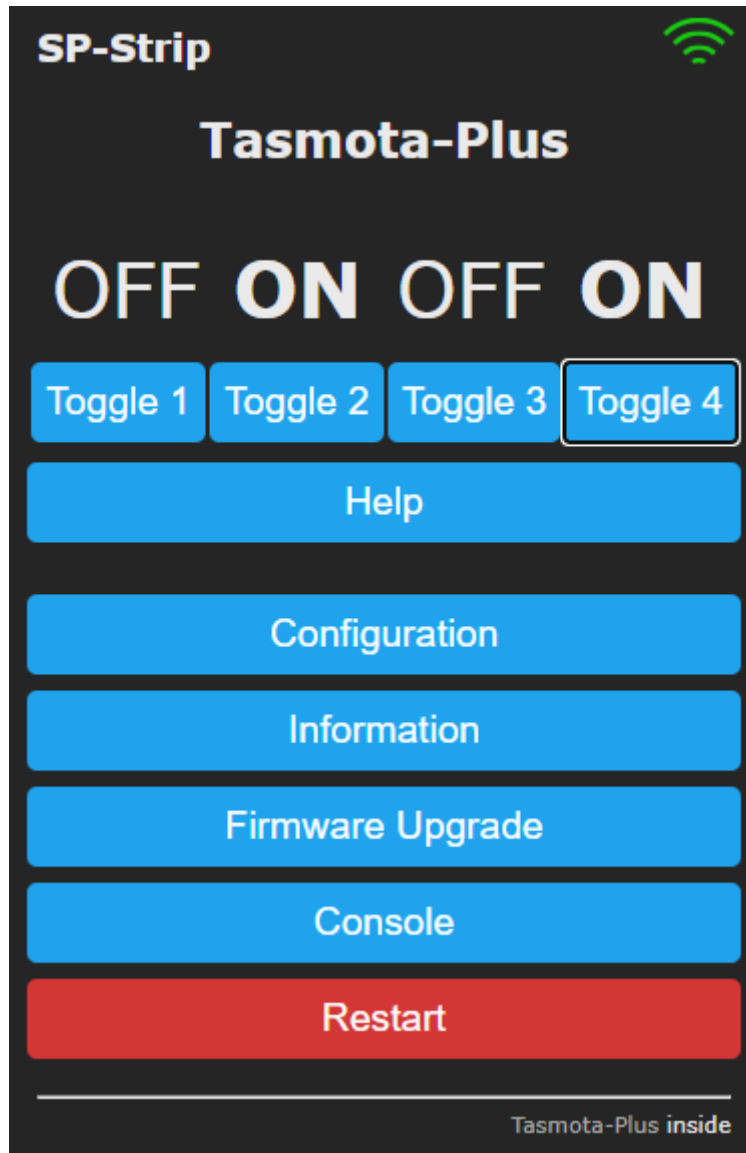 SP-Strip
Tasmota-Plus
OFF ON OFF ON
Toggle 1 Toggle 2 Toggle 3 Toggle 4
Help
Configuration
Information
Firmware Upgrade
Console
Restart
Tasmota-Plus inside